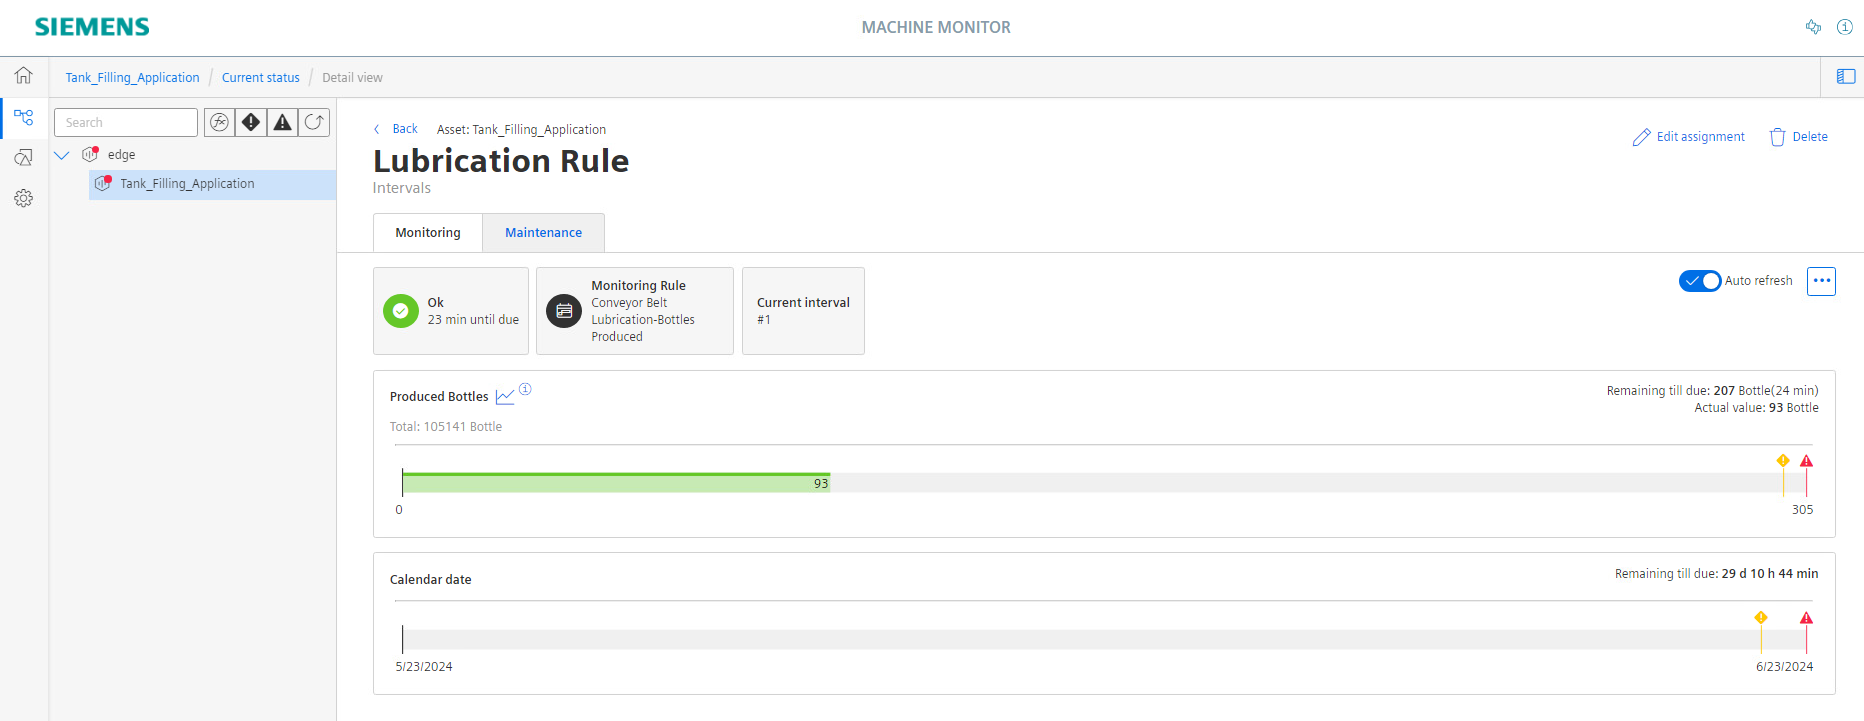 SIEMENS
MACHINE MONITOR
Tank_Filling_Application / Current status / Detail view
Search
edge
Tank_Filling_Application
Back Asset: Tank_Filling_Application
Edit assignment Delete
Lubrication Rule
Intervals
Monitoring Maintenance
Ok
23 min until due
Monitoring Rule
Conveyor Belt
Lubrication-Bottles
Produced
Current interval
#1
Auto refresh
Produced Bottles
Total: 105141 Bottle
Remaining till due: 207 Bottle(24 min)
Actual value: 93 Bottle
93
0 305
Calendar date
Remaining till due: 29 d 10 h 44 min
5/23/2024 6/23/2024